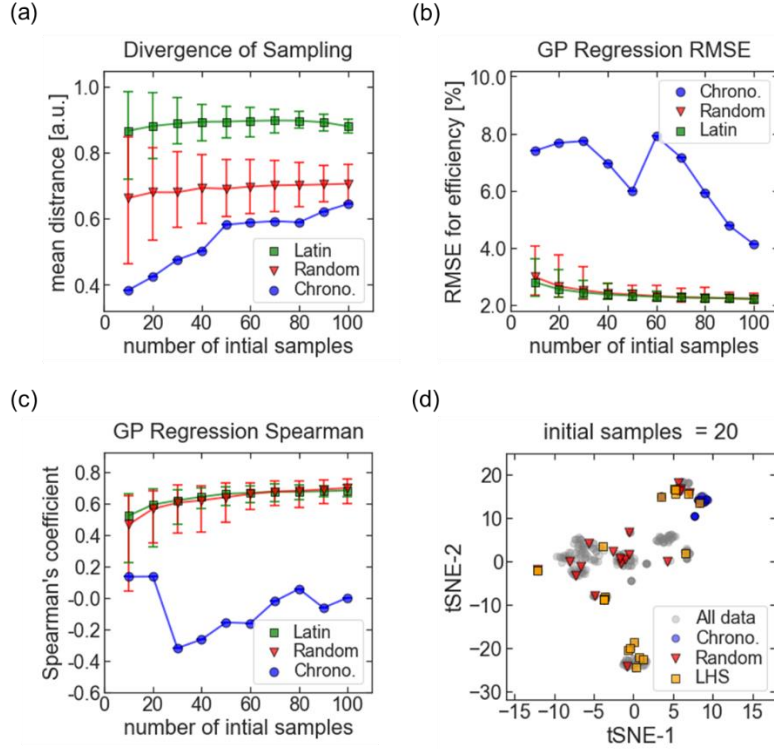 (a)
Divergence of Sampling
mean distrance [a.u.]
1.0
0.8
0.6
0.4
Latin
Random
Chrono.
0 20 40 60 80 100
number of intial samples
(b)
GP Regression RMSE
RMSE for efficiency [%]
10.0
8.0
6.0
4.0
2.0
Chrono.
Random
Latin
0 20 40 60 80 100
number of intial samples
(c)
GP Regression Spearman
Spearman's coefficient
0.8
0.6
0.4
0.2
-0.0
-0.2
-0.4
-0.6
Latin
Random
Chrono.
0 20 40 60 80 100
number of intial samples
(d)
initial samples = 20
tSNE-2
20
10
0
−10
−20
−30
All data
Chrono.
Random
LHS
−15 −10 −5 0 5 10 15
tSNE-1